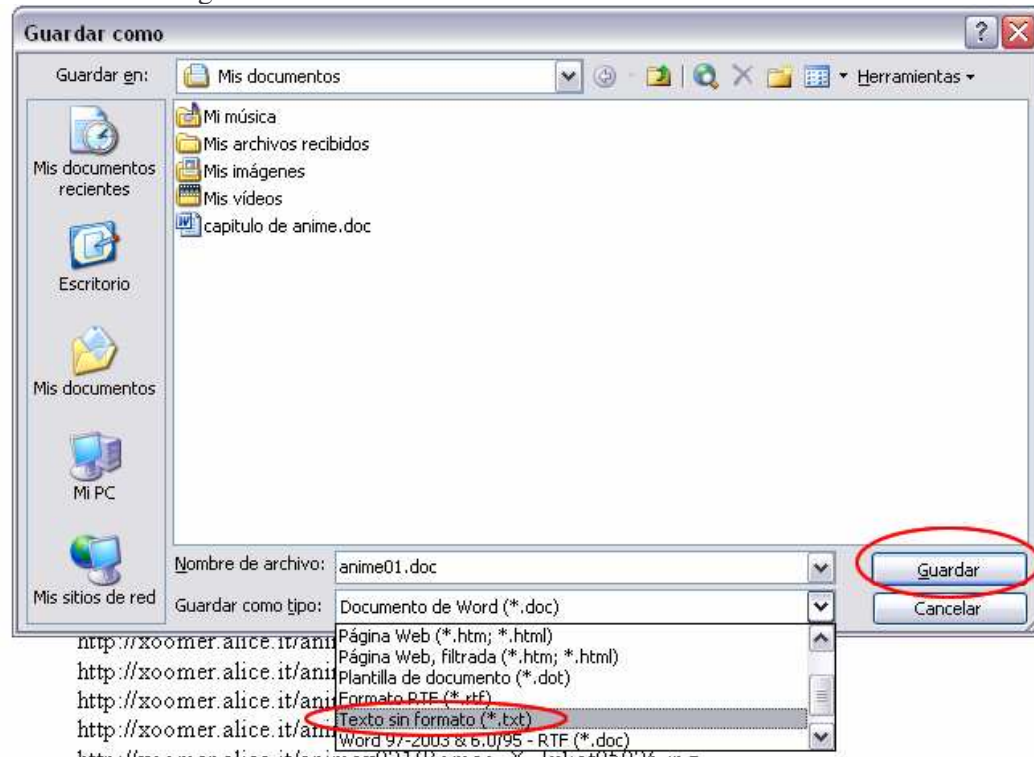 Guardar como
Guardar en:
Mis documentos
Herramientas
Mi música
Mis archivos recibidos
Mis imágenes
Mis vídeos
capitulo de anime.doc
Mis documentos
recientes
Escritorio
Mis documentos
Mi PC
Mis sitios de red
Nombre de archivo: anime01.doc
Guardar
Guardar como tipo: Documento de Word (*.doc)
Cancelar
Página Web (*.htm; *.html)
Página Web, filtrada (*.htm; *.html)
Plantilla de documento (*.dot)
Formato RTF (*.rtf)
Texto sin formato (*.txt)
Word 97-2003 & 6.0/95 - RTF (*.doc)
http://xoomer.alice.it/ani
http://xoomer.alice.it/ani
http://xoomer.alice.it/ani
http://xoomer.alice.it/ani